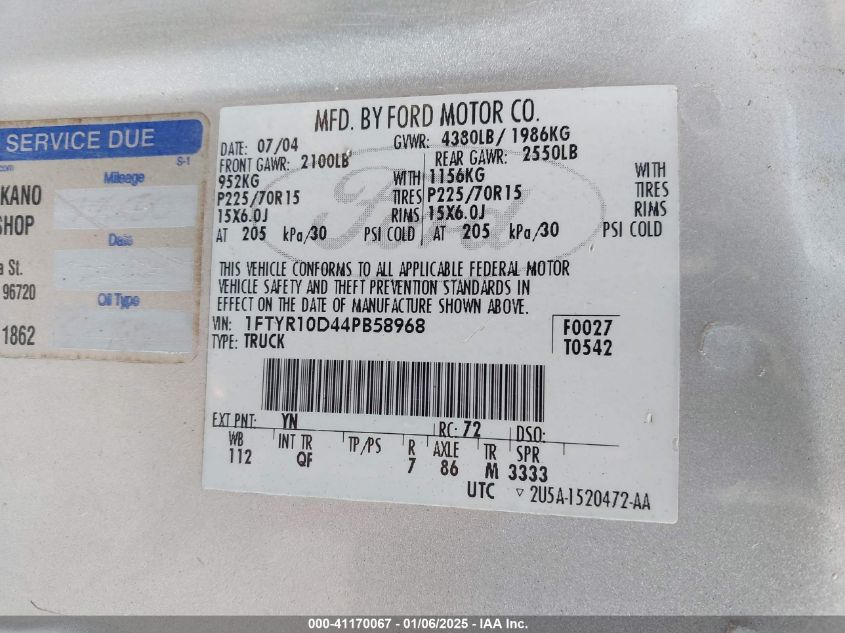 SERVICE DUE
S-1
.com
Mileage
KANO
SHOP
Date
a St.
96720
Oil Type
1862
MFD. BY FORD MOTOR CO.
DATE: 07/04 GVWR: 4380LB/ 1986KG
FRONT GAWR: 2100LB REAR GAWR: 2550LB
952KG WITH 1156KG WITH
P225/70R15 TIRES P225/70R15 TIRES
15X6.0J RIMS 15X6.0J RIMS
AT 205 kPa/30 PSI COLD AT 205 kPa/30 PSI COLD
Ford
THIS VEHICLE CONFORMS TO ALL APPLICABLE FEDERAL MOTOR
VEHICLE SAFETY AND THEFT PREVENTION STANDARDS IN
EFFECT ON THE DATE OF MANUFACTURE SHOWN ABOVE.
VIN: 1FTYR10D44PB58968 F0027
TYPE: TRUCK T0542
EXT PNT: YN RC: 72 DSO:
WB INT TR TP/PS R AXLE TR SPR
112 QF 7 86 M 3333
UTC ▽ 2U5A-1520472-AA
000-41170067 - 01/06/2025 - IAA Inc.